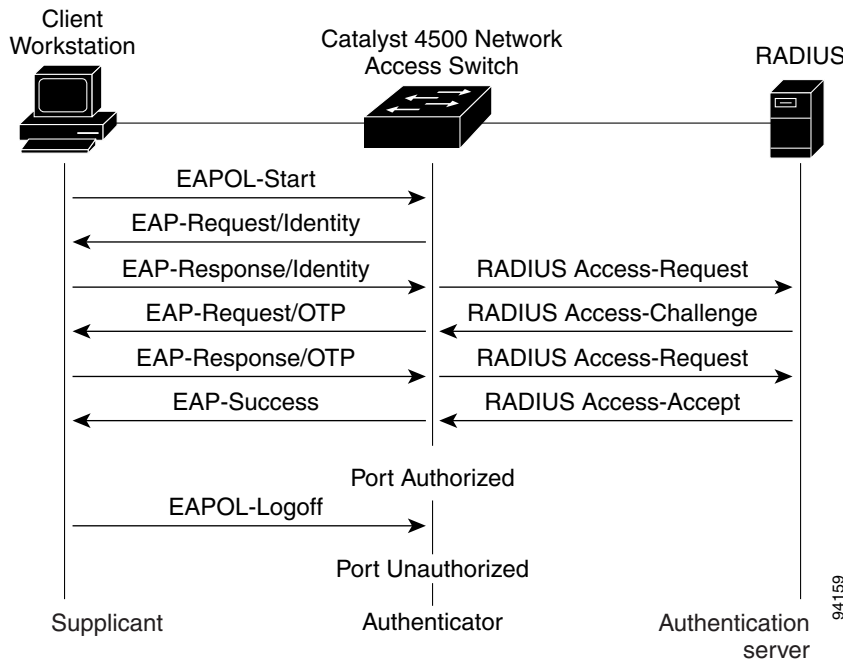 Client
Workstation
Catalyst 4500 Network
Access Switch
RADIUS
EAPOL-Start
EAP-Request/Identity
EAP-Response/Identity
RADIUS Access-Request
EAP-Request/OTP
RADIUS Access-Challenge
EAP-Response/OTP
RADIUS Access-Request
EAP-Success
RADIUS Access-Accept
Port Authorized
EAPOL-Logoff
Port Unauthorized
Supplicant
Authenticator
Authentication
server
94159